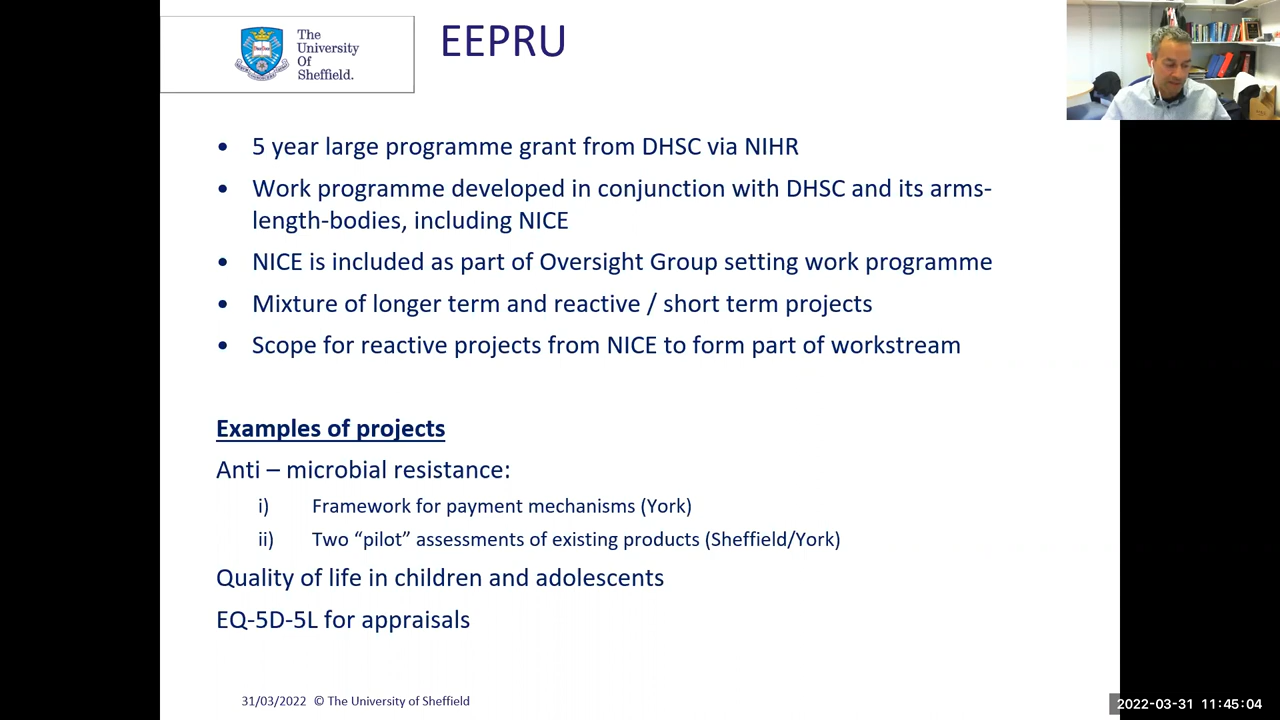 The
University
Of
Sheffield.
EEPRU
• 5 year large programme grant from DHSC via NIHR
• Work programme developed in conjunction with DHSC and its arms-
length-bodies, including NICE
• NICE is included as part of Oversight Group setting work programme
• Mixture of longer term and reactive / short term projects
• Scope for reactive projects from NICE to form part of workstream
Examples of projects
Anti – microbial resistance:
i) Framework for payment mechanisms (York)
ii) Two “pilot” assessments of existing products (Sheffield/York)
Quality of life in children and adolescents
EQ-5D-5L for appraisals
31/03/2022 © The University of Sheffield
2022-03-31 11:45:04